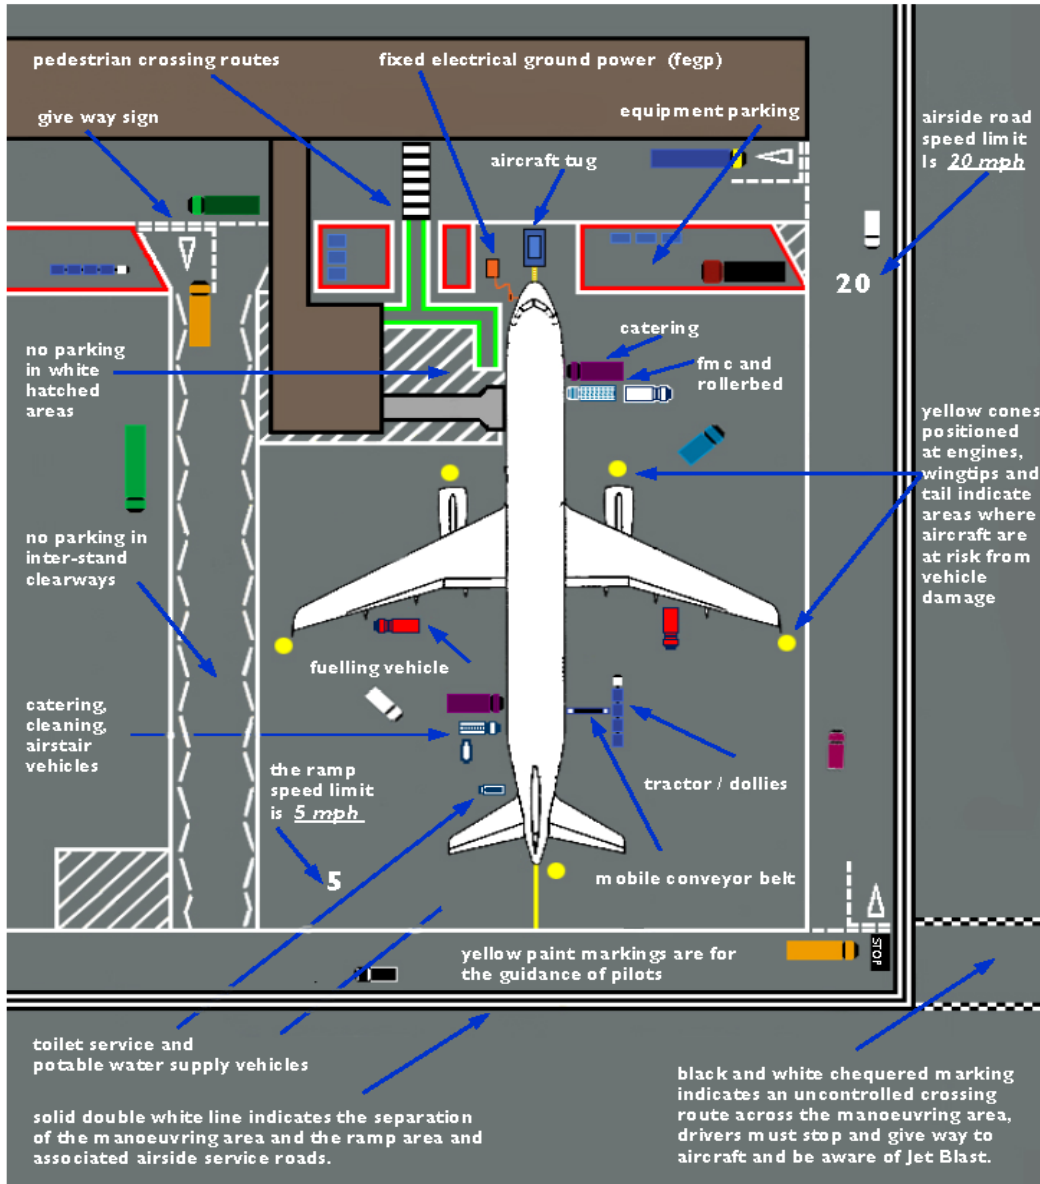 pedestrian crossing routes
fixed electrical ground power (fegp)
give way sign
equipment parking
aircraft tug
airside road
speed limit
Is 20 mph
20
no parking
in white
hatched
areas
catering
fmc and
rollerbed
yellow cones
positioned
at engines,
wingtips and
tail indicate
areas where
aircraft are
at risk from
vehicle
damage
no parking in
inter-stand
clearways
fuelling vehicle
catering,
cleaning,
airstair
vehicles
the ramp
speed limit
is 5 mph
5
tractor / dollies
mobile conveyor belt
yellow paint markings are for
the guidance of pilots
STOP
toilet service and
potable water supply vehicles
solid double white line indicates the separation
of the manoeuvring area and the ramp area and
associated airside service roads.
black and white chequered marking
indicates an uncontrolled crossing
route across the manoeuvring area,
drivers must stop and give way to
aircraft and be aware of Jet Blast.